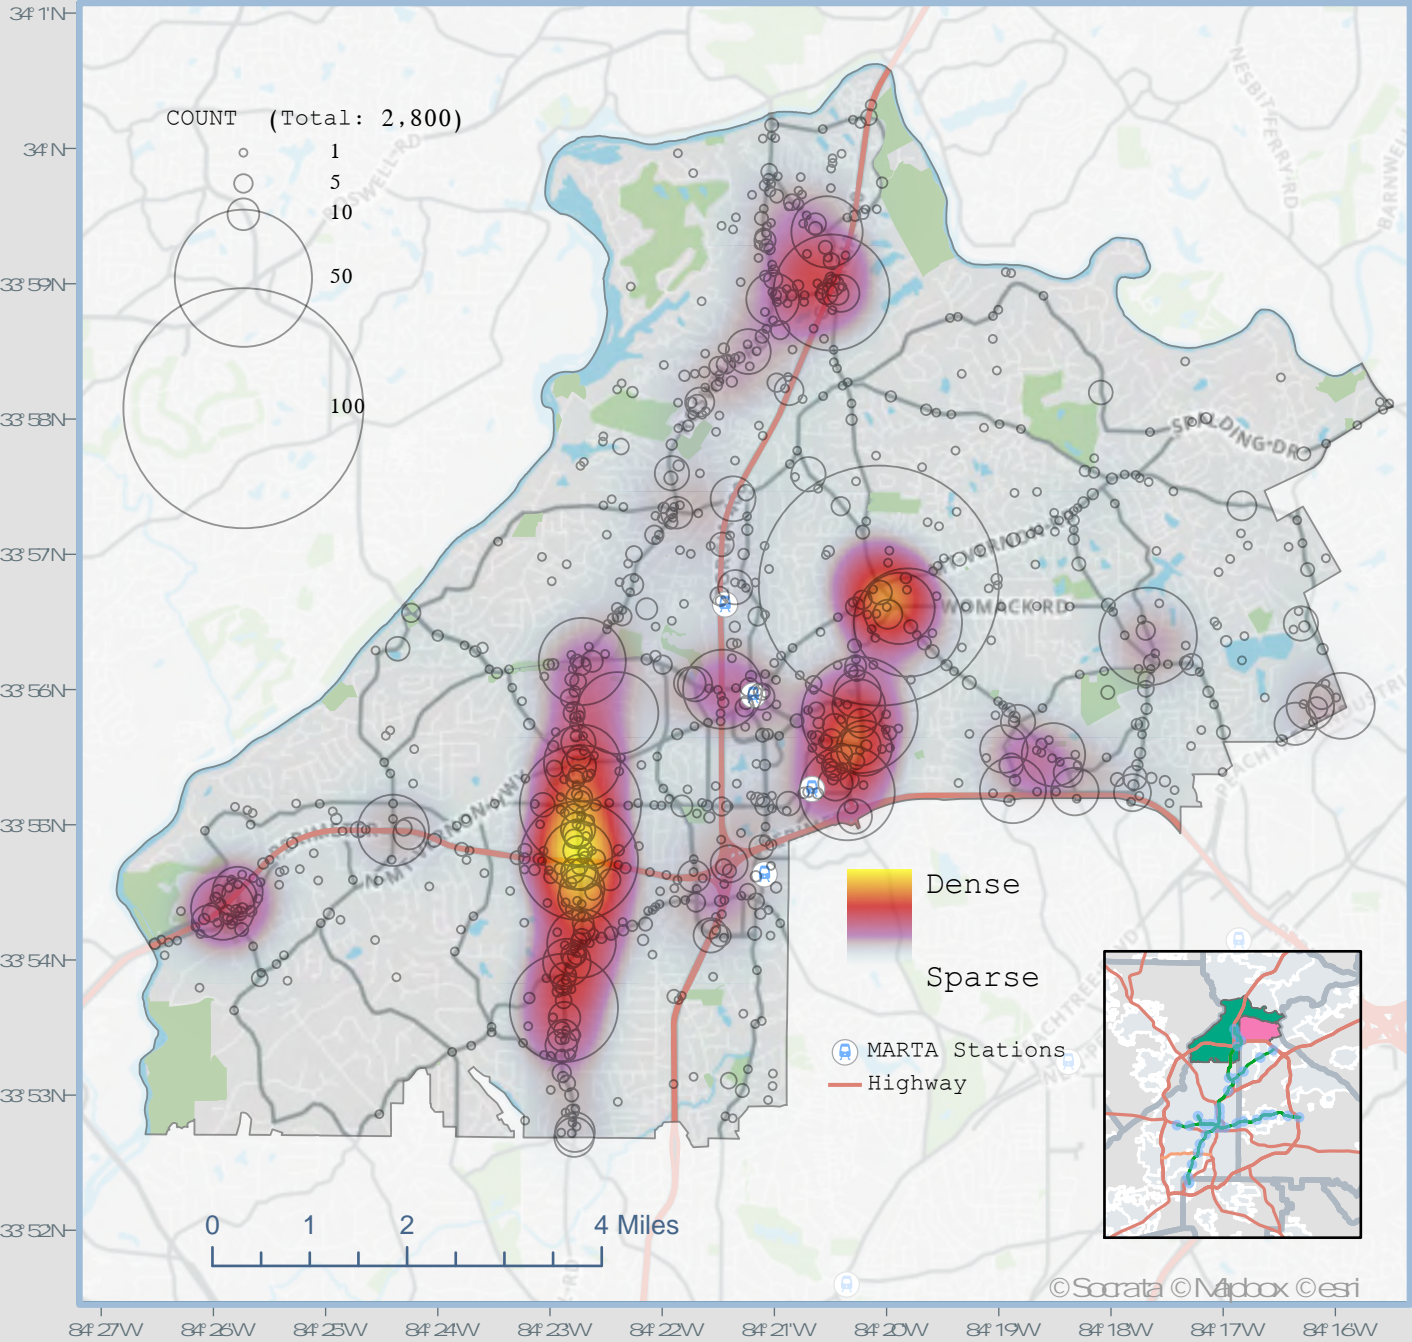 34°1'N
NESBIT FERRY RD
COUNT (Total: 2,800)
34°N
1
5
10
BARNWELL
50
33°59'N
100
33°58'N
SPALDING DR
33°57'N
MT VERNON
WOMACK RD
33°56'N
33°55'N
Dense
33°54'N
Sparse
MARTA Stations
Highway
33°53'N
0 1 2 4 Miles
33°52'N
© Socrata © Mapbox © esri
84°27'W 84°26'W 84°25'W 84°24'W 84°23'W 84°22'W 84°21'W 84°20'W 84°19'W 84°18'W 84°17'W 84°16'W